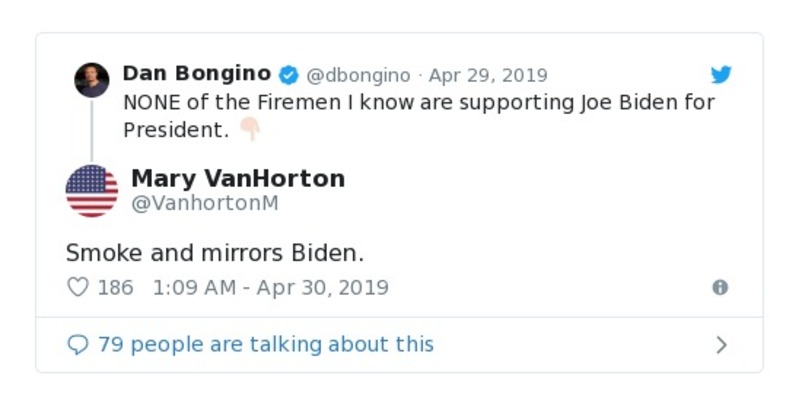 Dan Bongino @dbongino · Apr 29, 2019
NONE of the Firemen I know are supporting Joe Biden for
President. 👇🏻
Mary VanHorton
@VanhortonM
Smoke and mirrors Biden.
186 1:09 AM - Apr 30, 2019
79 people are talking about this